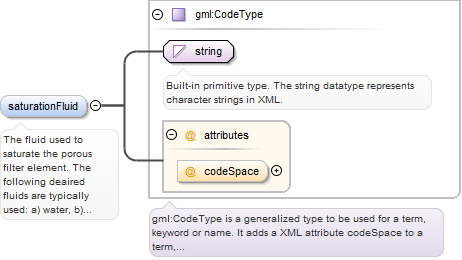 gml:CodeType
string
Built-in primitive type. The string datatype represents
character strings in XML.
saturationFluid
The fluid used to
saturate the porous
filter element. The
following deaired
fluids are typically
used: a) water, b)...
@ attributes
@ codeSpace
gml:CodeType is a generalized type to be used for a term,
keyword or name. It adds a XML attribute codeSpace to a
term,...